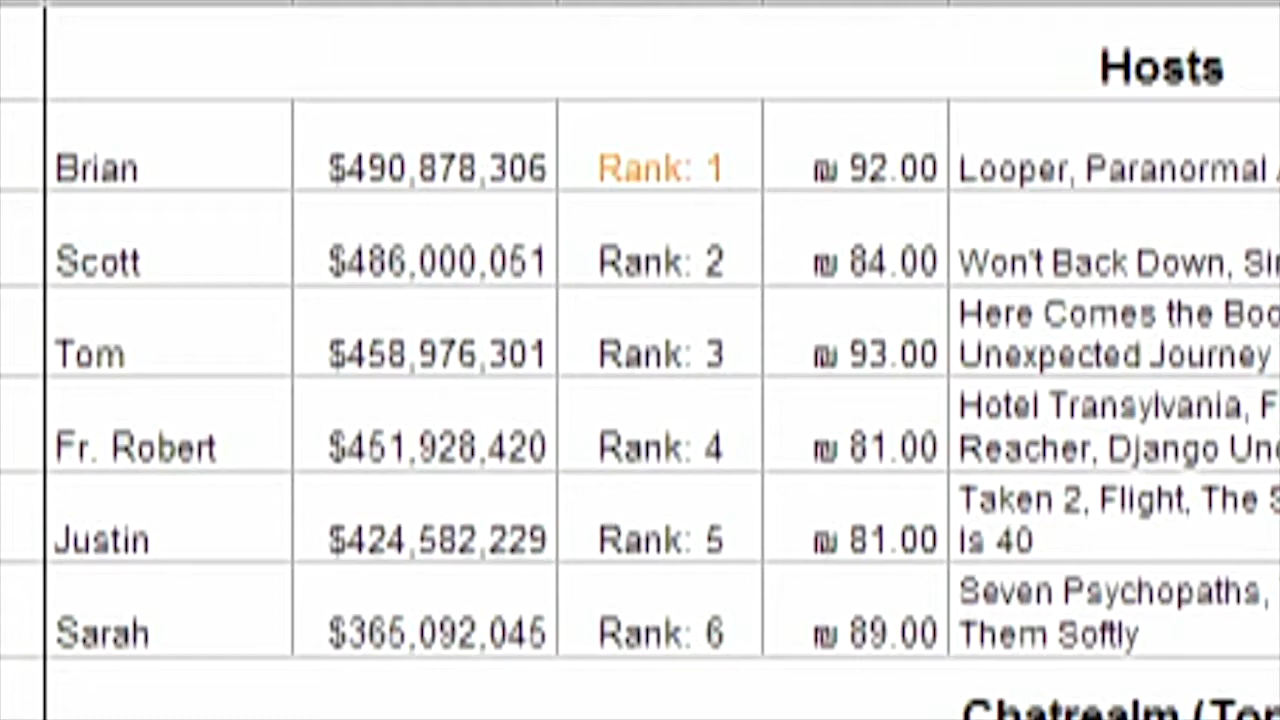 Hosts
Brian $490,878,306 Rank: 1 ₪ 92.00 Looper, Paranormal
Scott $486,000,051 Rank: 2 ₪ 84.00 Won't Back Down,
Tom $458,976,301 Rank: 3 ₪ 93.00 Here Comes the
Unexpected Journey
Fr. Robert $451,928,420 Rank: 4 ₪ 81.00 Hotel Transylvania,
Reacher, Django
Justin $424,582,229 Rank: 5 ₪ 81.00 Taken 2, Flight, The
Is 40
Sarah $365,092,045 Rank: 6 ₪ 89.00 Seven Psychopaths,
Them Softly
Chatrealm